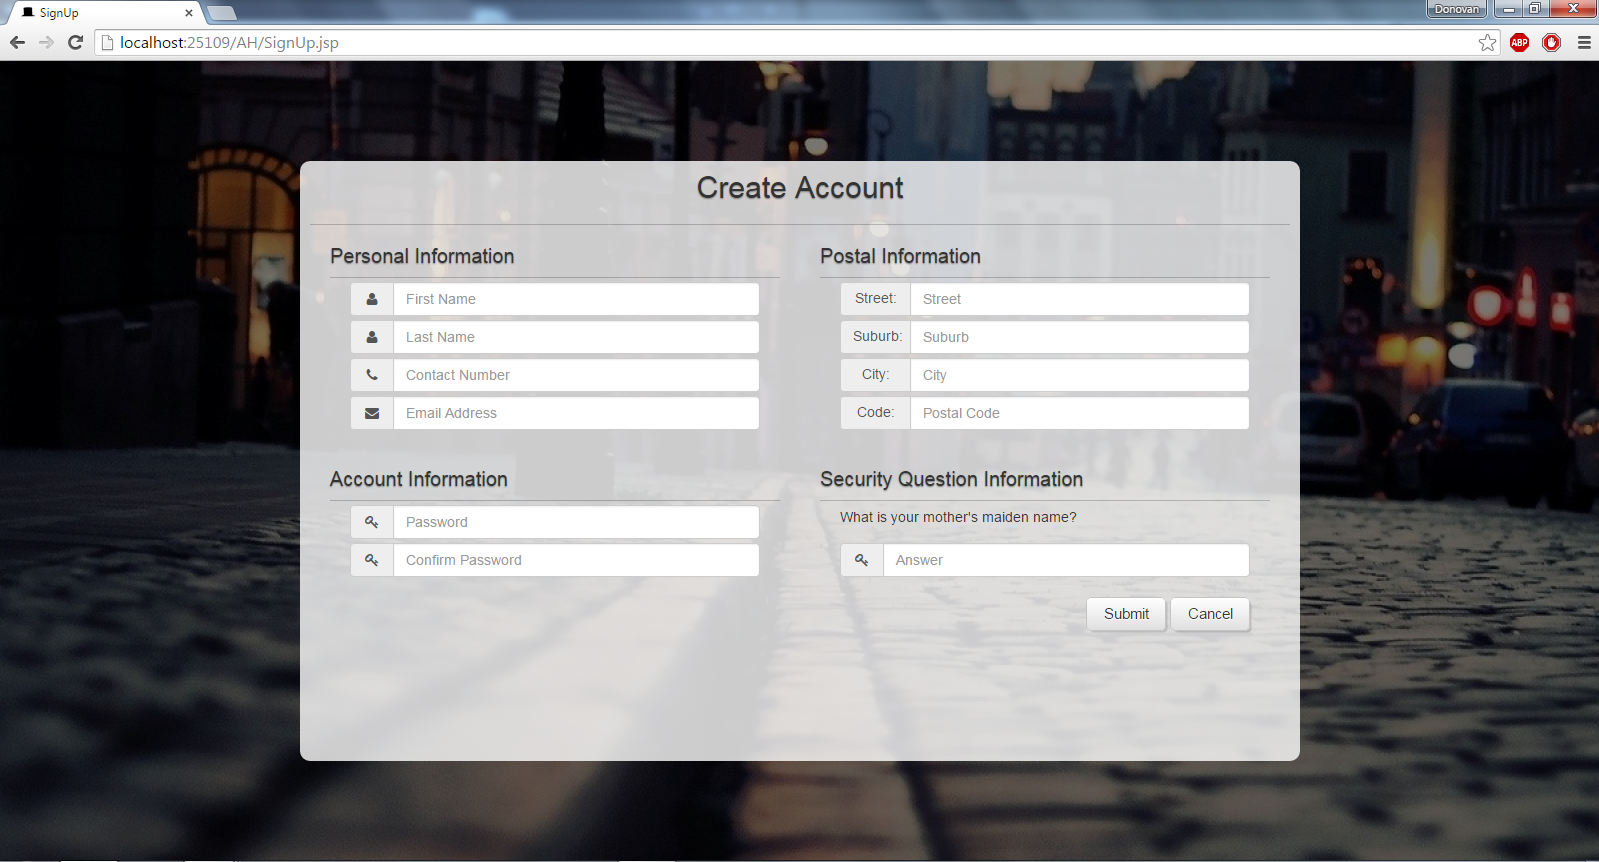 SignUp
Donovan
localhost:25109/AH/SignUp.jsp
ABP
Create Account
Personal Information
First Name
Last Name
Contact Number
Email Address
Postal Information
Street: Street
Suburb: Suburb
City: City
Code: Postal Code
Account Information
Password
Confirm Password
Security Question Information
What is your mother's maiden name?
Answer
Submit Cancel